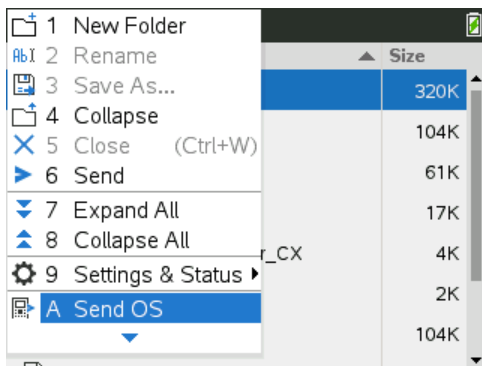 1 New Folder
AbI 2 Rename
Size
3 Save As...
320K
4 Collapse
104K
5 Close (Ctrl+W)
6 Send
61K
7 Expand All
17K
8 Collapse All
r_CX
4K
9 Settings & Status
2K
A Send OS
104K